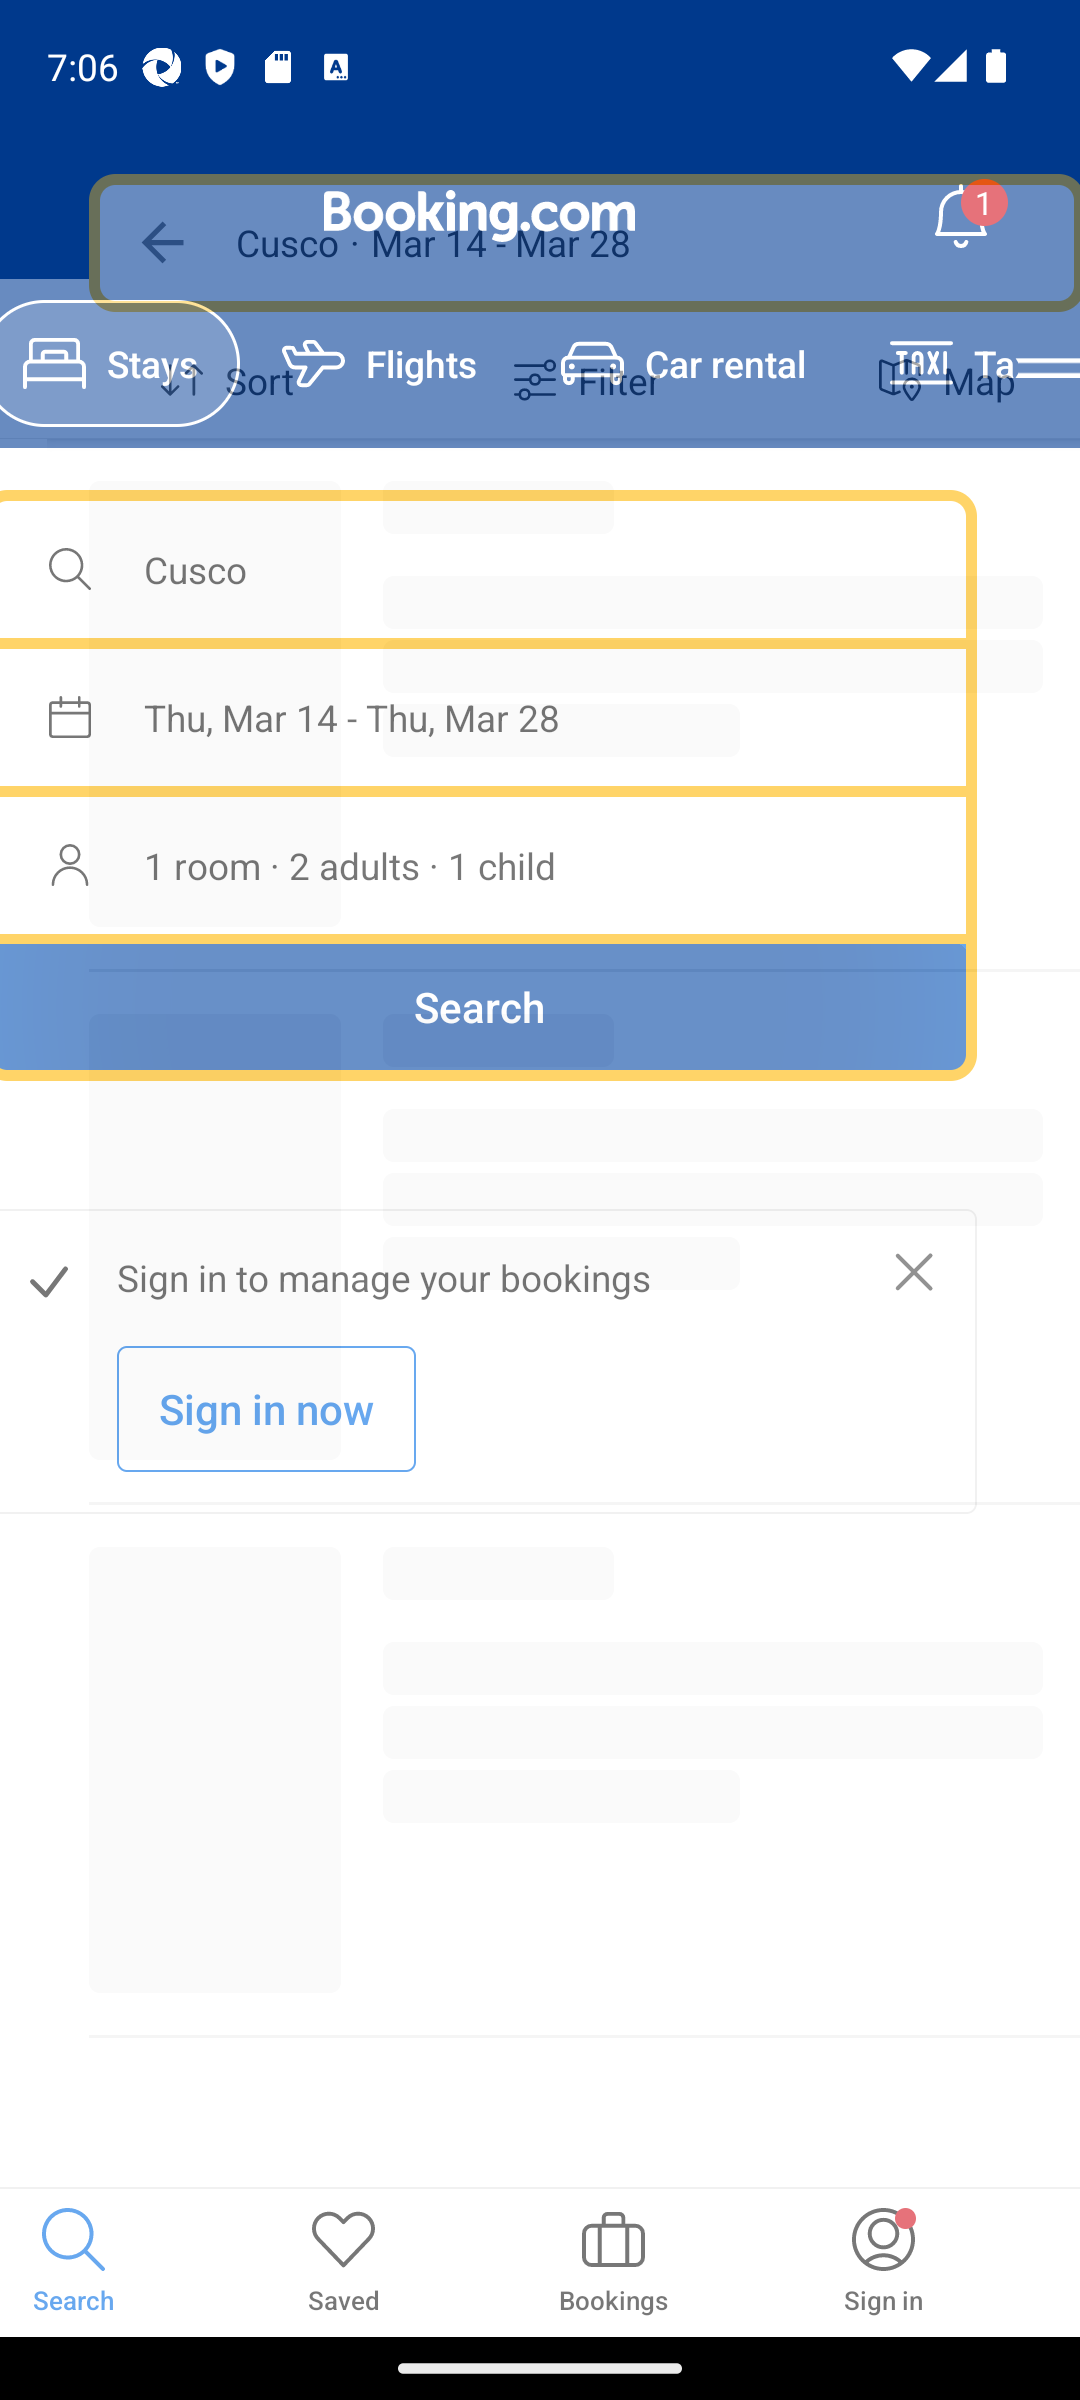 7:06
Booking.com
1
Cusco · Mar 14 - Mar 28
Stays
Flights
Car rental
TAXI
Ta
Sort
Filter
Map
Cusco
Thu, Mar 14 - Thu, Mar 28
1 room · 2 adults · 1 child
Search
Sign in to manage your bookings
Sign in now
Search
Saved
Bookings
Sign in